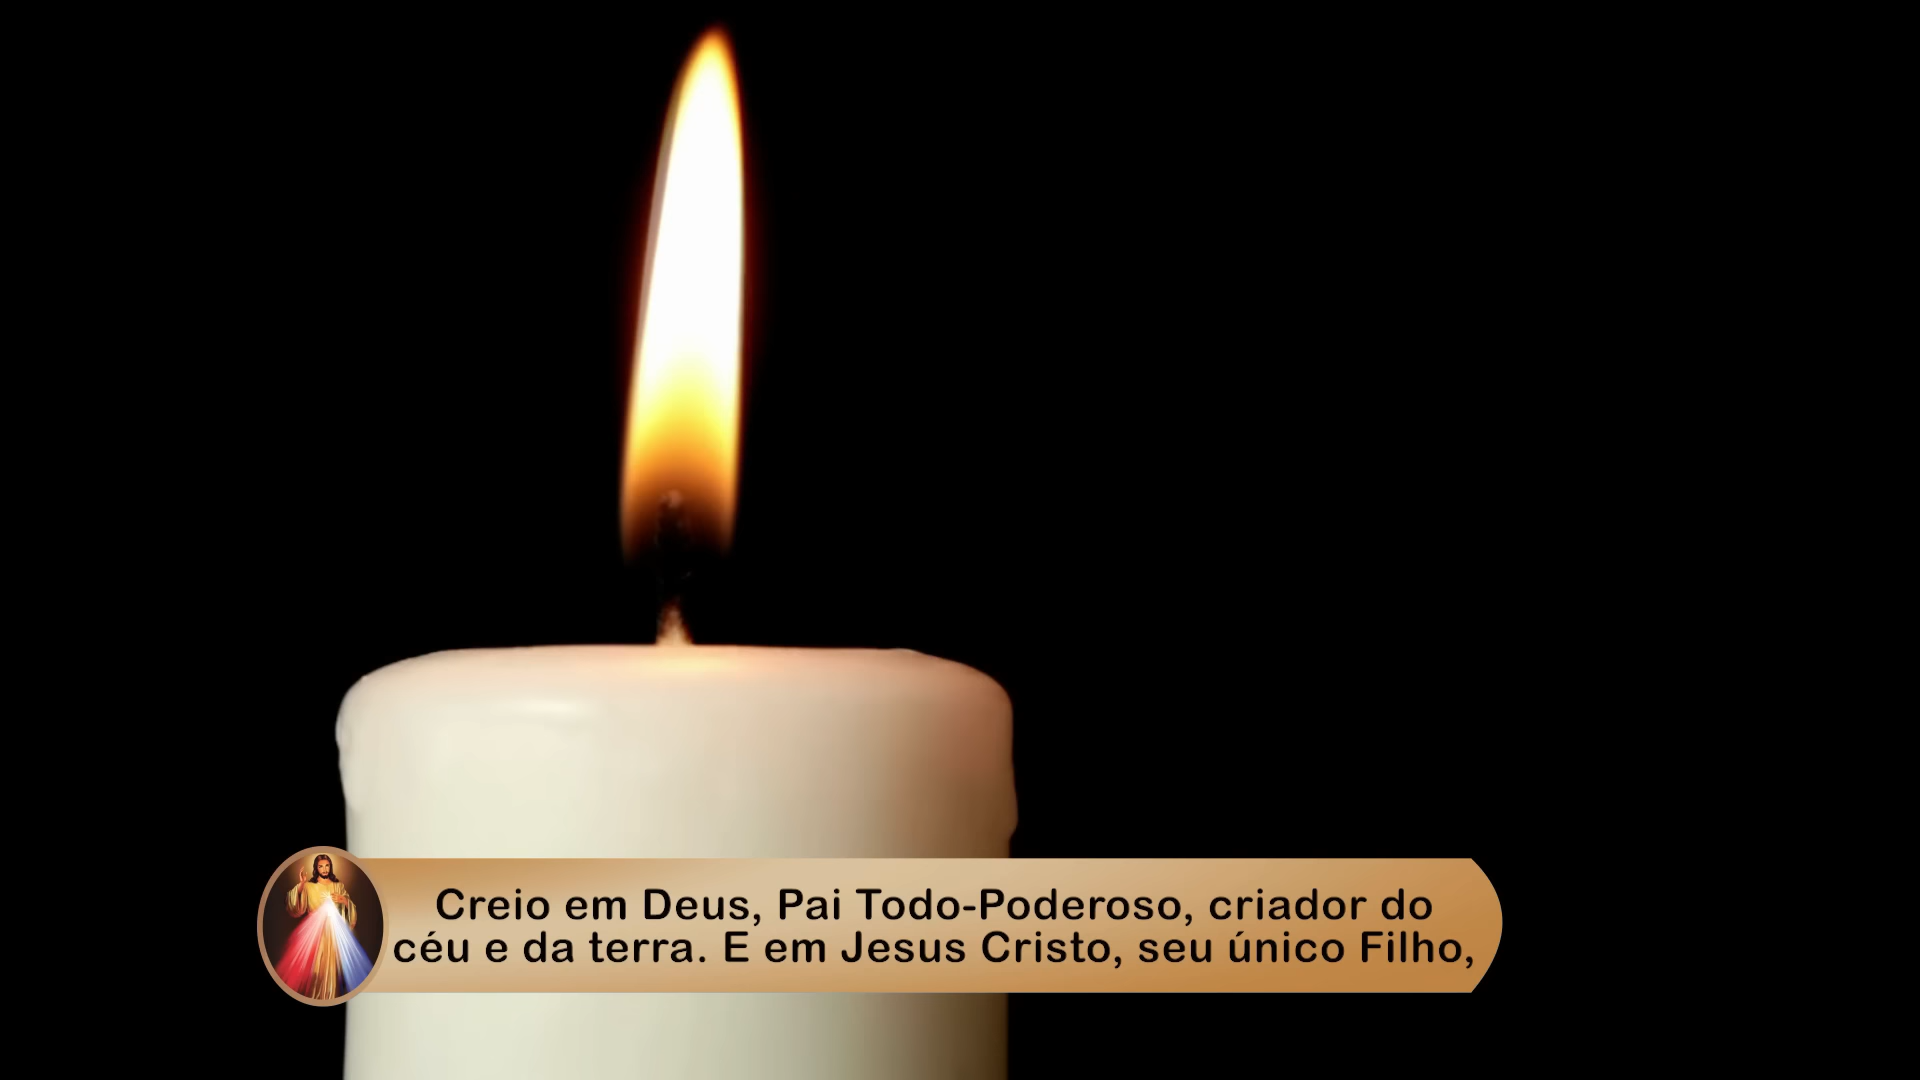 Creio em Deus, Pai Todo-Poderoso, criador do
céu e da terra. E em Jesus Cristo, seu único Filho,